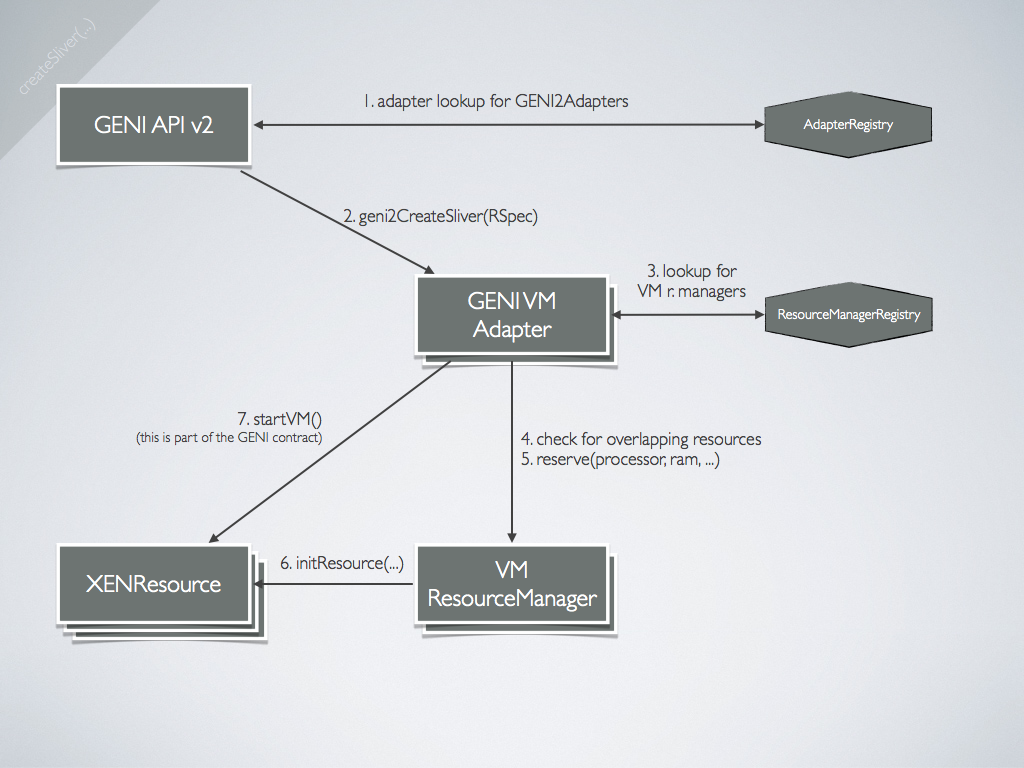 createSliver(...)
GENI API v2
1. adapter lookup for GENI2Adapters
AdapterRegistry
2. geni2CreateSliver(RSpec)
GENI VM
Adapter
3. lookup for
VM r. managers
ResourceManagerRegistry
7. startVM()
(this is part of the GENI contract)
4. check for overlapping resources
5. reserve(processor, ram, ...)
XENResource
6. initResource(...)
VM
ResourceManager